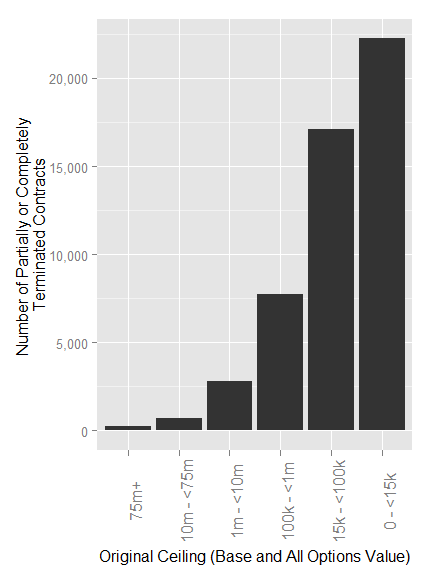 Number of Partially or Completely
Terminated Contracts
20,000
15,000
10,000
5,000
0
75m+
10m - <75m
1m - <10m
100k - <1m
15k - <100k
0 - <15k
Original Ceiling (Base and All Options Value)